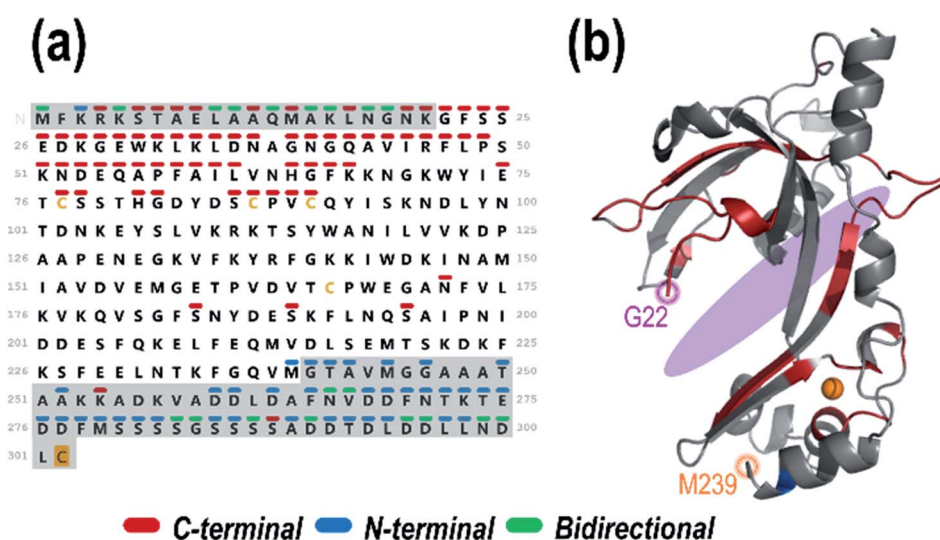 (a)
N M F K R K S T A E L A A Q M A K L N G N K G F S S 25
26 E D K G E W K L K L D N A G N G Q A V I R F L P S 50
51 K N D E Q A P F A I L V N H G F K K N G K W Y I E 75
76 T C S S T H G D Y D S C P V C Q Y I S K N D L Y N 100
101 T D N K E Y S L V K R K T S Y W A N I L V V K D P 125
126 A A P E N E G K V F K Y R F G K K I W D K I N A M 150
151 I A V D V E M G E T P V D V T C P W E G A N F V L 175
176 K V K Q V S G F S N Y D E S K F L N Q S A I P N I 200
201 D D E S F Q K E L F E Q M V D L S E M T S K D K F 225
226 K S F E E L N T K F G Q V M G T A V M G G A A A T 250
251 A A K K A D K V A D D L D A F N V D D F N T K T E 275
276 D D F M S S S S G S S S S A D D T D L D D L L N D 300
301 L C
(b)
G22
M239
C-terminal N-terminal Bidirectional